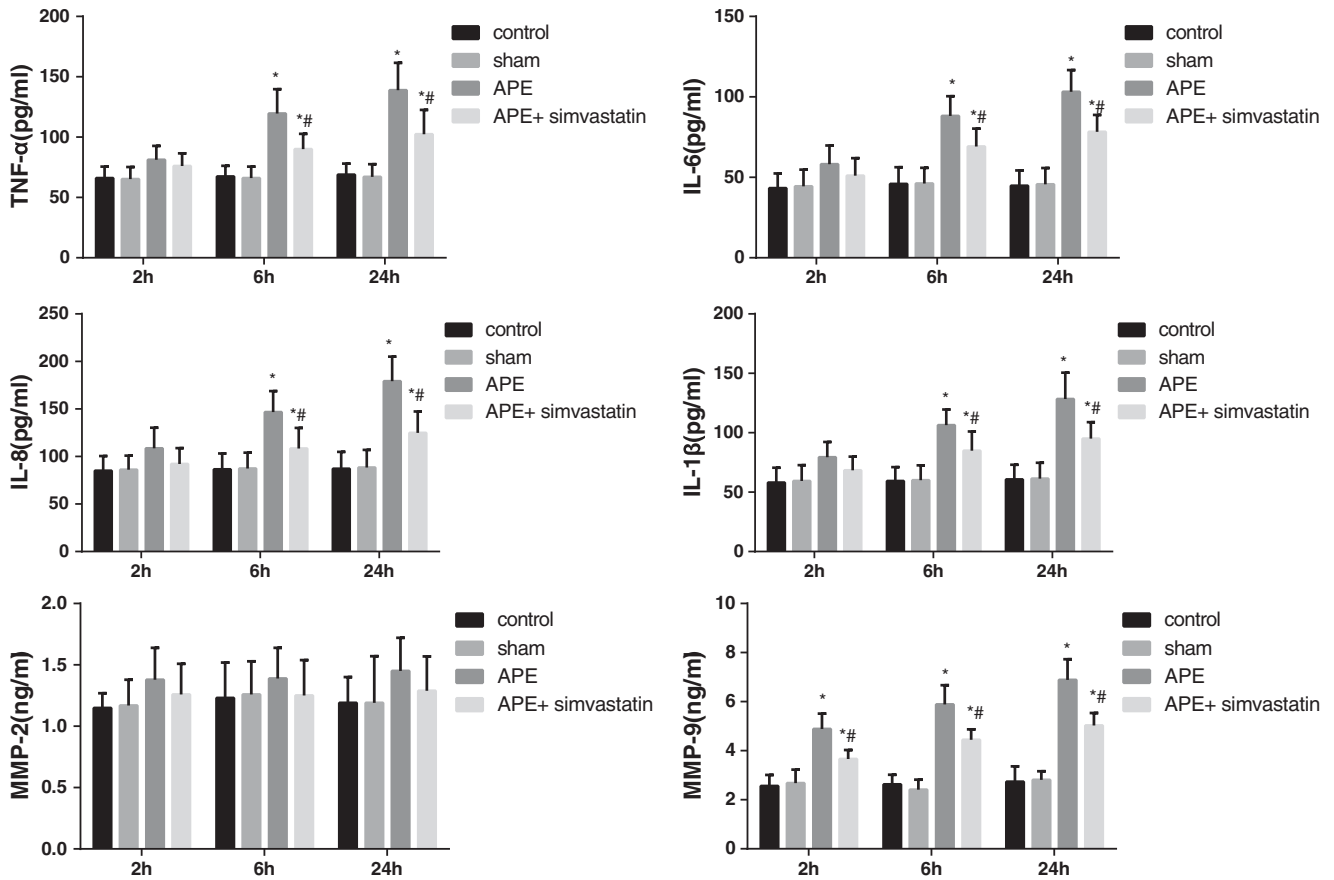 200
150
100
50
0
TNF-α(pg/ml)
*
*#
*
*#
2h
6h
24h
control
sham
APE
APE+ simvastatin
150
100
50
0
IL-6(pg/ml)
*
*#
*
*#
2h
6h
24h
control
sham
APE
APE+ simvastatin
250
200
150
100
50
0
IL-8(pg/ml)
*
*#
*
*#
2h
6h
24h
control
sham
APE
APE+ simvastatin
200
150
100
50
0
IL-1β(pg/ml)
*
*#
*
*#
2h
6h
24h
control
sham
APE
APE+ simvastatin
2.0
1.5
1.0
0.5
0.0
MMP-2(ng/m)
2h
6h
24h
control
sham
APE
APE+ simvastatin
10
8
6
4
2
0
MMP-9(ng/m)
*
*#
*
*#
*
*#
2h
6h
24h
control
sham
APE
APE+ simvastatin